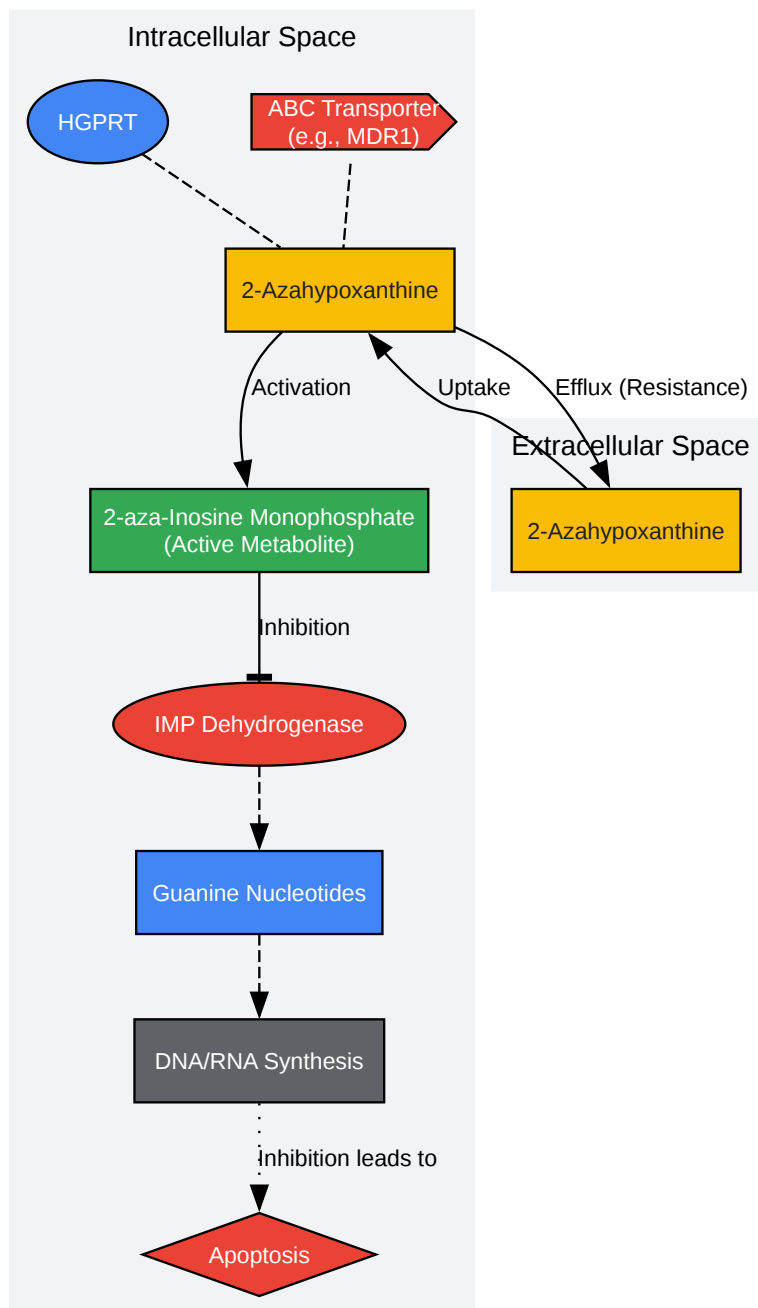 Intracellular Space
HGPRT
ABC Transporter
(e.g., MDR1)
2-Azahypoxanthine
Activation
Uptake
Efflux (Resistance)
Extracellular Space
2-aza-Inosine Monophosphate
(Active Metabolite)
2-Azahypoxanthine
Inhibition
IMP Dehydrogenase
Guanine Nucleotides
DNA/RNA Synthesis
Inhibition leads to
Apoptosis